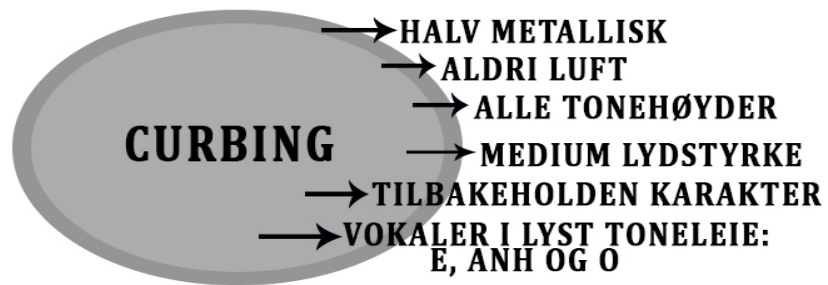 HALV METALLISK
ALDRI LUFT
ALLE TONEHØYDER
CURBING
MEDIUM LYDSTYRKE
TILBAKEHOLDEN KARAKTER
VOKALER I LYST TONELEIE:
E, ANH OG O